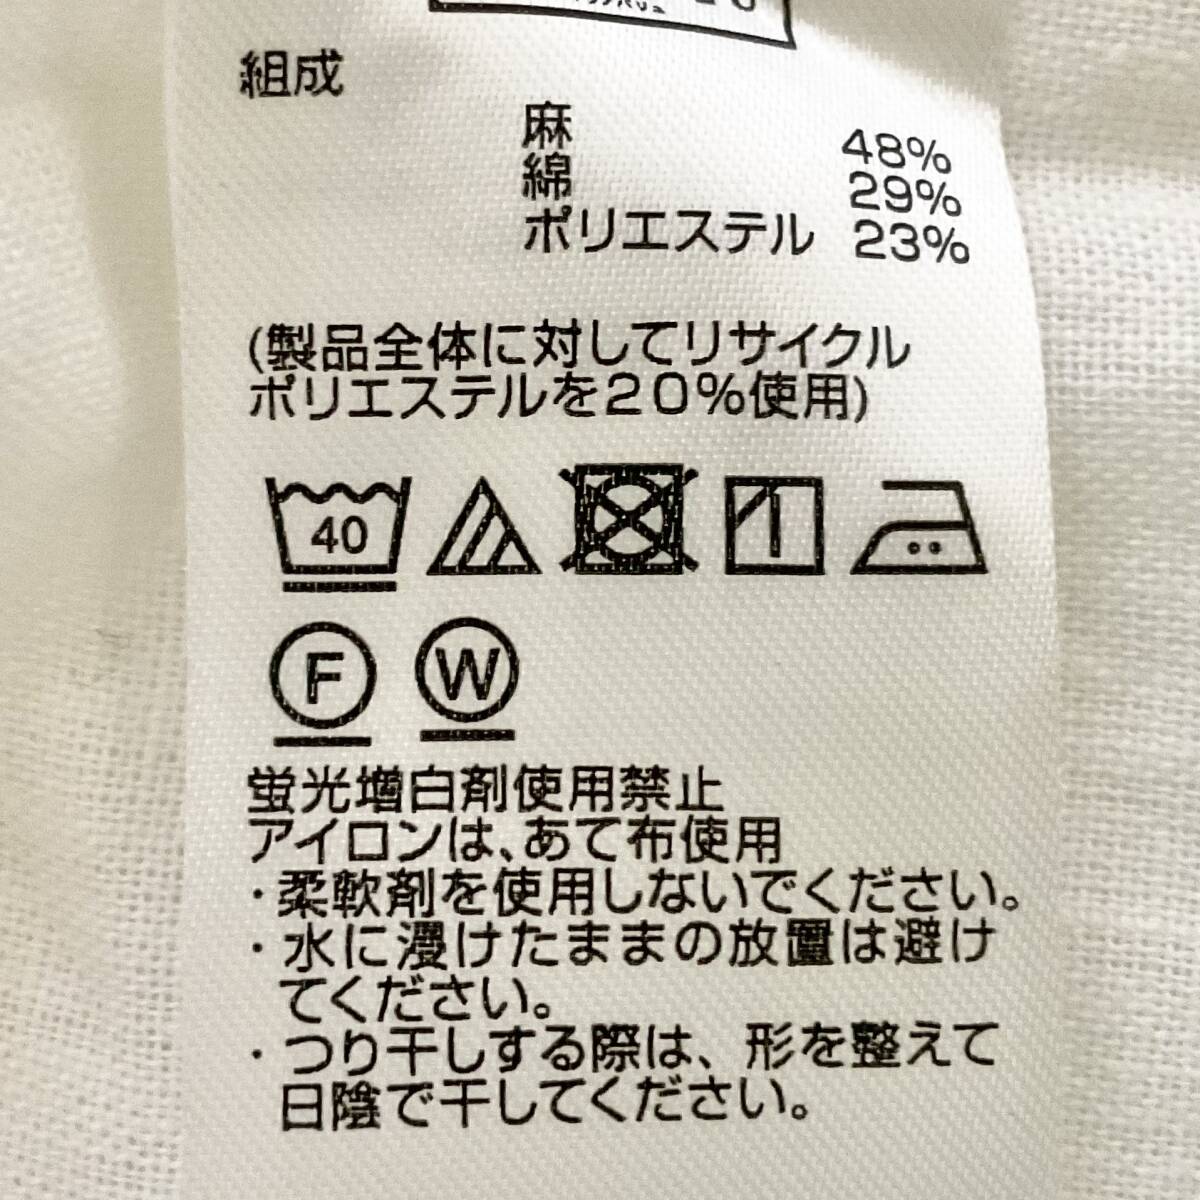 組成
麻 48%
綿 29%
ポリエステル 23%
(製品全体に対してリサイクル
ポリエステルを20%使用)
40
F W
蛍光増白剤使用禁止
アイロンは、あて布使用
・柔軟剤を使用しないでください。
・水に浸けたままの放置は避け
てください。
・つり干しする際は、形を整えて
日陰で干してください。